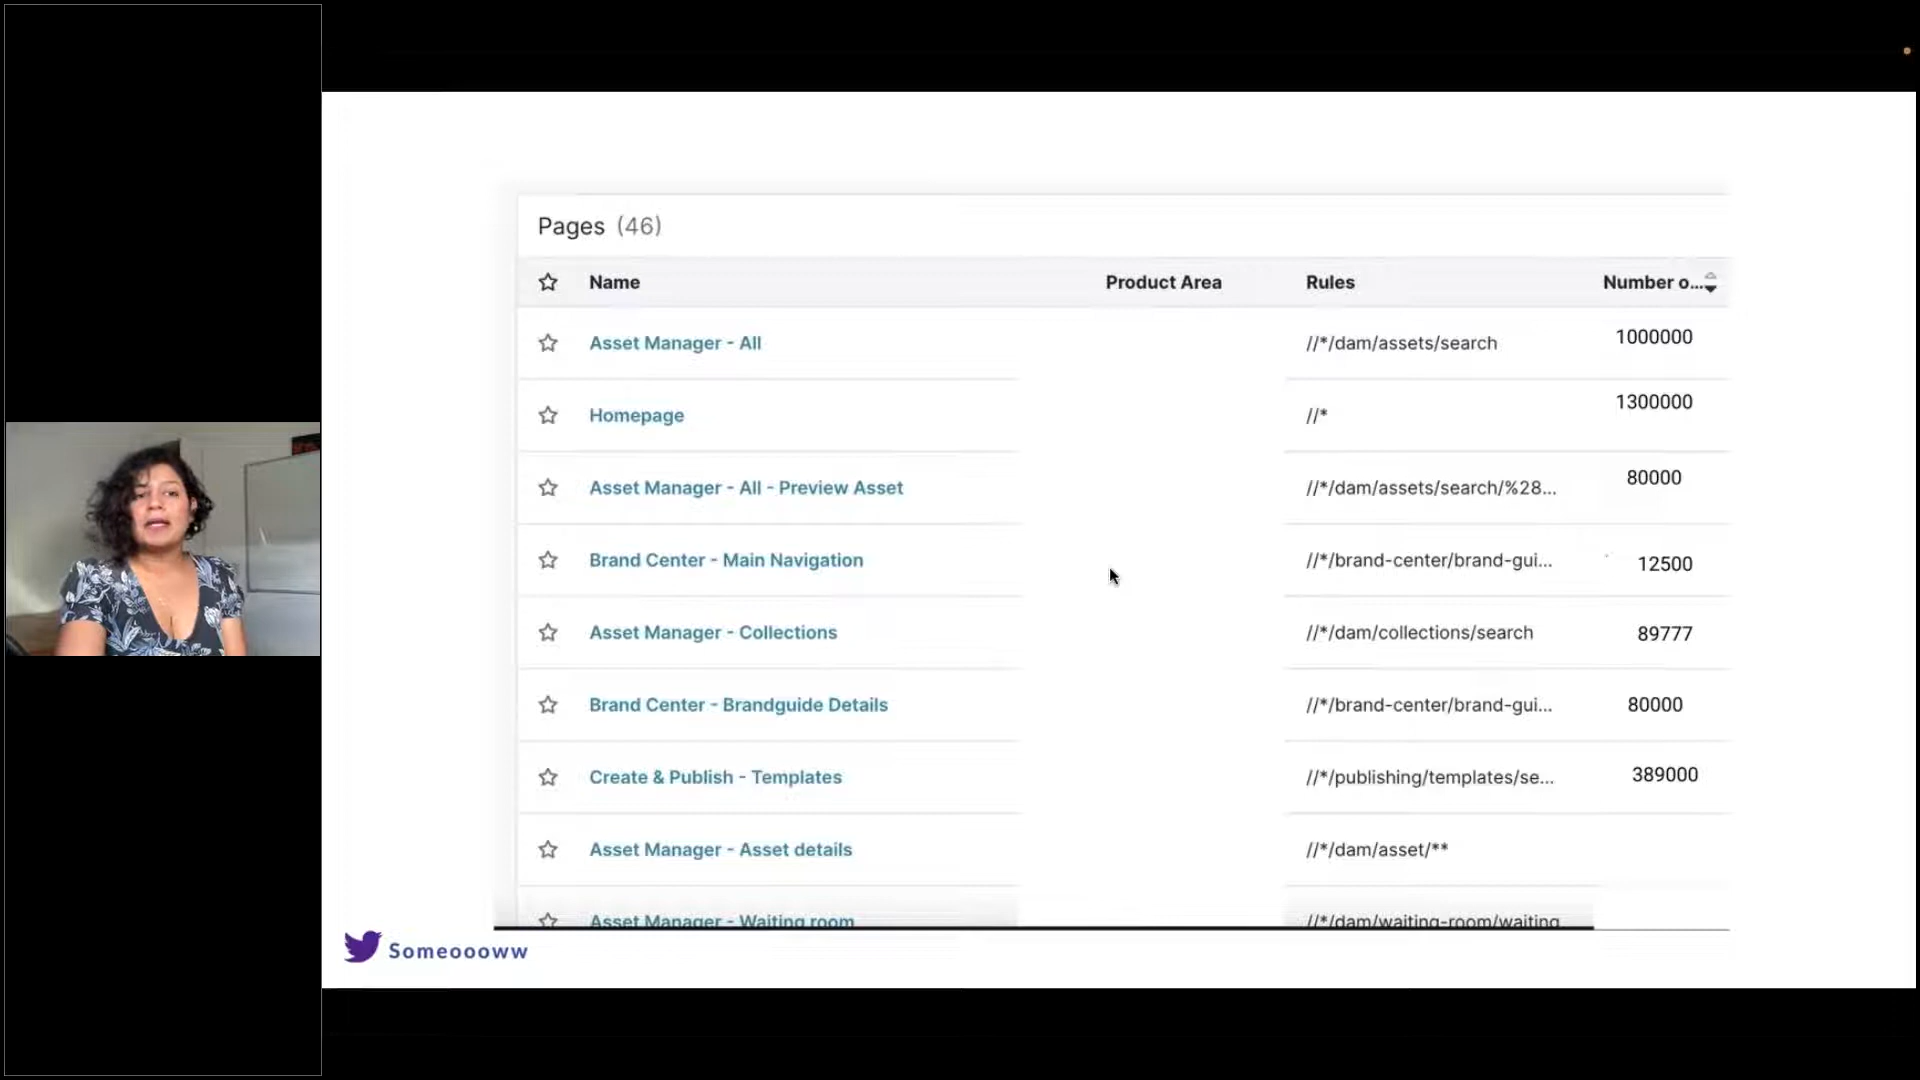 Pages (46)
Name Product Area Rules Number o...
Asset Manager - All //*/dam/assets/search 1000000
Homepage //* 1300000
Asset Manager - All - Preview Asset //*/dam/assets/search/%28... 80000
Brand Center - Main Navigation //*/brand-center/brand-gui... 12500
Asset Manager - Collections //*/dam/collections/search 89777
Brand Center - Brandguide Details //*/brand-center/brand-gui... 80000
Create & Publish - Templates //*/publishing/templates/se... 389000
Asset Manager - Asset details //*/dam/asset/**
Asset Manager - Waiting room //*/dam/waiting-room/waiting
Someoooww